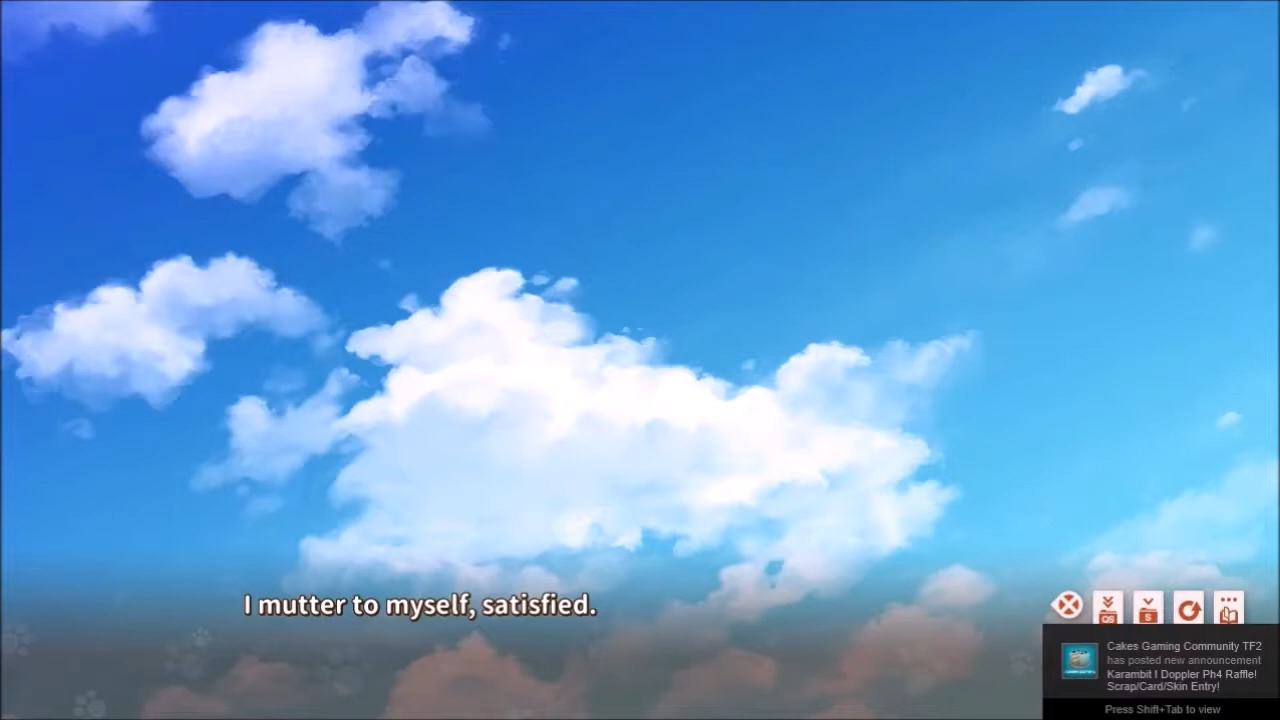 I mutter to myself, satisfied.
QS
S
Cakes Gaming Community TF2
has posted new announcement
Karambit I Doppler Ph4 Raffle!
Scrap/Card/Skin Entry!
Press Shift+Tab to view